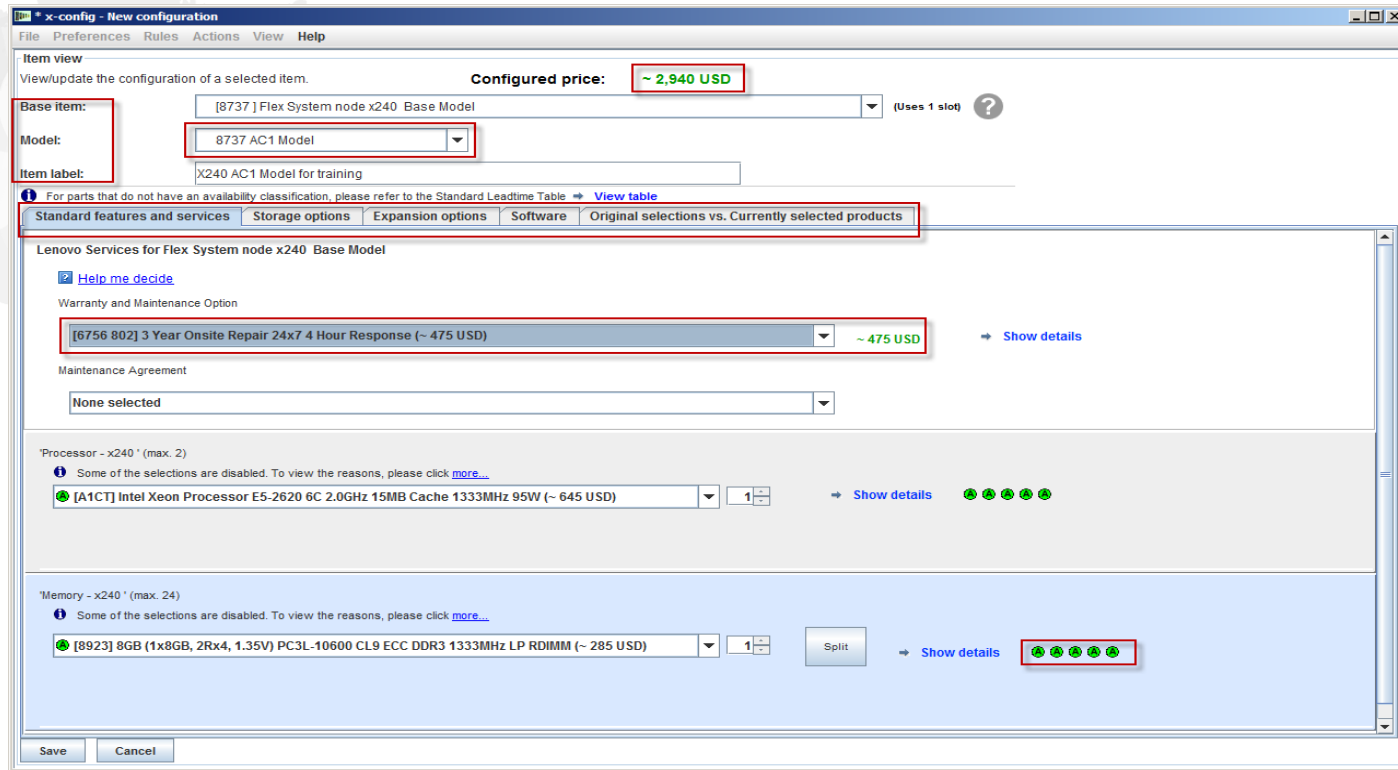 * x-config - New configuration
File Preferences Rules Actions View Help
Item view
View/update the configuration of a selected item. Configured price: ~ 2,940 USD
Base item: [8737 ] Flex System node x240 Base Model (Uses 1 slot) ?
Model: 8737 AC1 Model
Item label: X240 AC1 Model for training
i For parts that do not have an availability classification, please refer to the Standard Leadtime Table ➡ View table
Standard features and services Storage options Expansion options Software Original selections vs. Currently selected products
Lenovo Services for Flex System node x240 Base Model
? Help me decide
Warranty and Maintenance Option
[6756 802] 3 Year Onsite Repair 24x7 4 Hour Response (~ 475 USD) ~ 475 USD ➡ Show details
Maintenance Agreement
None selected
'Processor - x240 ' (max. 2)
i Some of the selections are disabled. To view the reasons, please click more...
A [A1CT] Intel Xeon Processor E5-2620 6C 2.0GHz 15MB Cache 1333MHz 95W (~ 645 USD) 1 ➡ Show details A A A A A
'Memory - x240 ' (max. 24)
i Some of the selections are disabled. To view the reasons, please click more...
A [8923] 8GB (1x8GB, 2Rx4, 1.35V) PC3L-10600 CL9 ECC DDR3 1333MHz LP RDIMM (~ 285 USD) 1 Split ➡ Show details A A A A A
Save Cancel